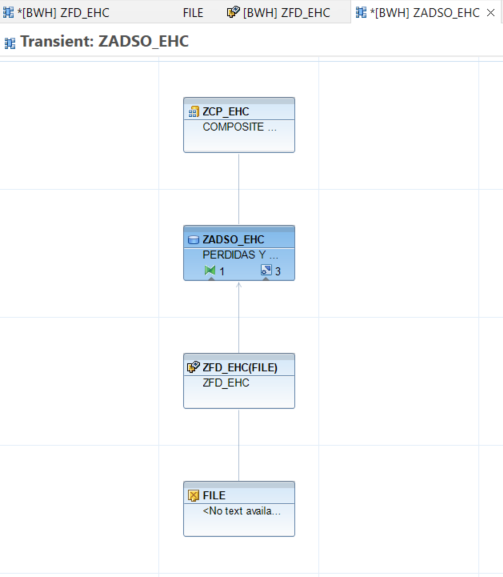 *[BWH] ZFD_EHC FILE [BWH] ZFD_EHC *[BWH] ZADSO_EHC
Transient: ZADSO_EHC
ZCP_EHC
COMPOSITE ...
ZADSO_EHC
PERDIDAS Y ...
1 3
ZFD_EHC(FILE)
ZFD_EHC
FILE
<No text availa...